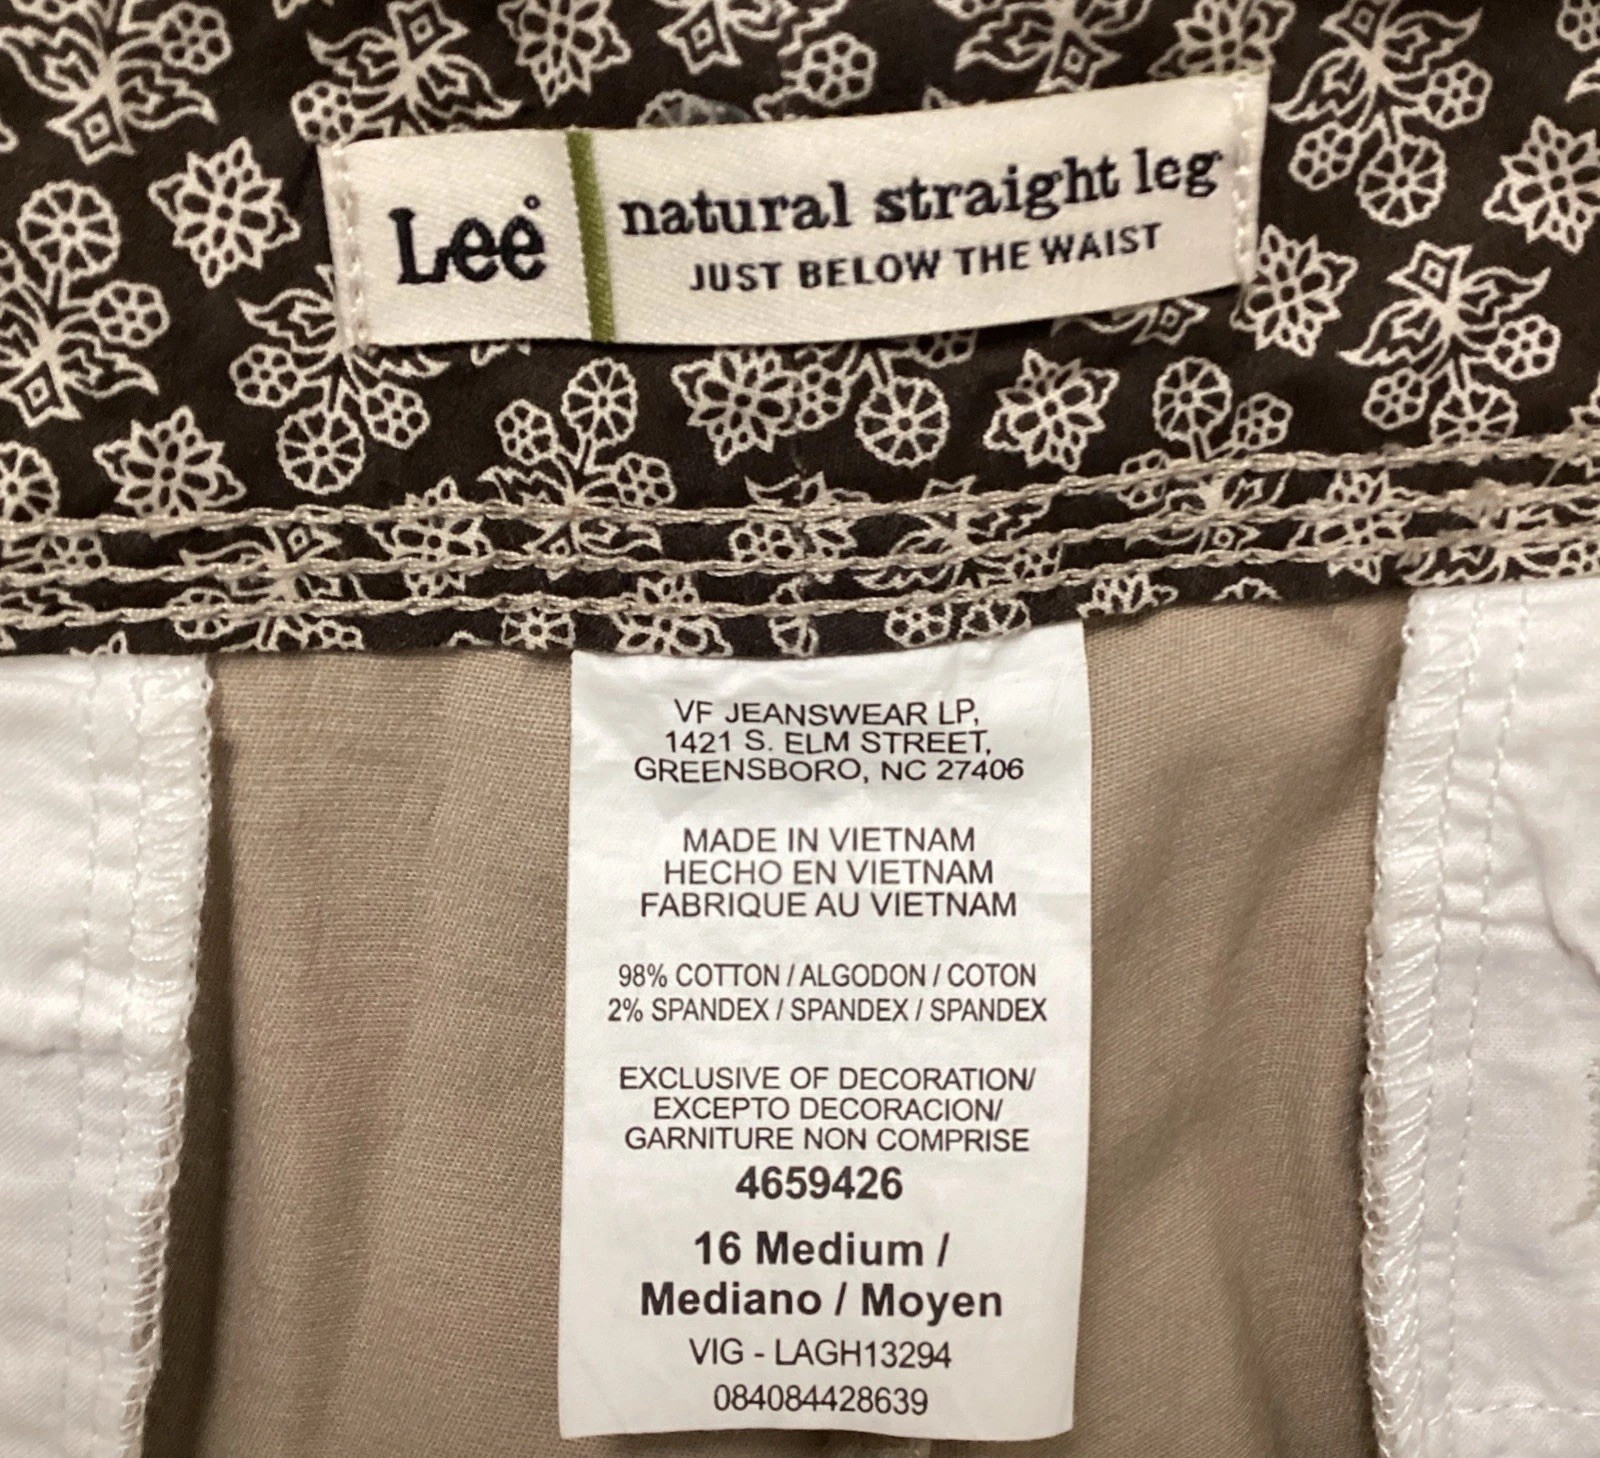 Lee® natural straight leg
JUST BELOW THE WAIST
VF JEANSWEAR LP,
1421 S. ELM STREET,
GREENSBORO, NC 27406
MADE IN VIETNAM
HECHO EN VIETNAM
FABRIQUE AU VIETNAM
98% COTTON / ALGODON / COTON
2% SPANDEX / SPANDEX / SPANDEX
EXCLUSIVE OF DECORATION/
EXCEPTO DECORACION/
GARNITURE NON COMPRISE
4659426
16 Medium /
Mediano / Moyen
VIG - LAGH13294
084084428639